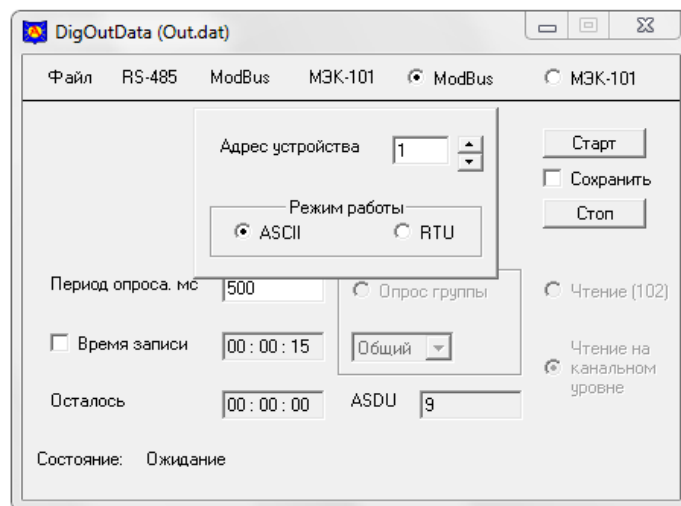 DigOutData (Out.dat)
Файл RS-485 ModBus МЭК-101 ModBus МЭК-101
Адрес устройства 1 Старт
Сохранить
Режим работы Стоп
ASCII RTU
Период опроса. мс 500 Опрос группы Чтение (102)
Время записи 00 : 00 : 15 Общий Чтение на
канальном
уровне
Осталось 00 : 00 : 00 ASDU 9
Состояние: Ожидание